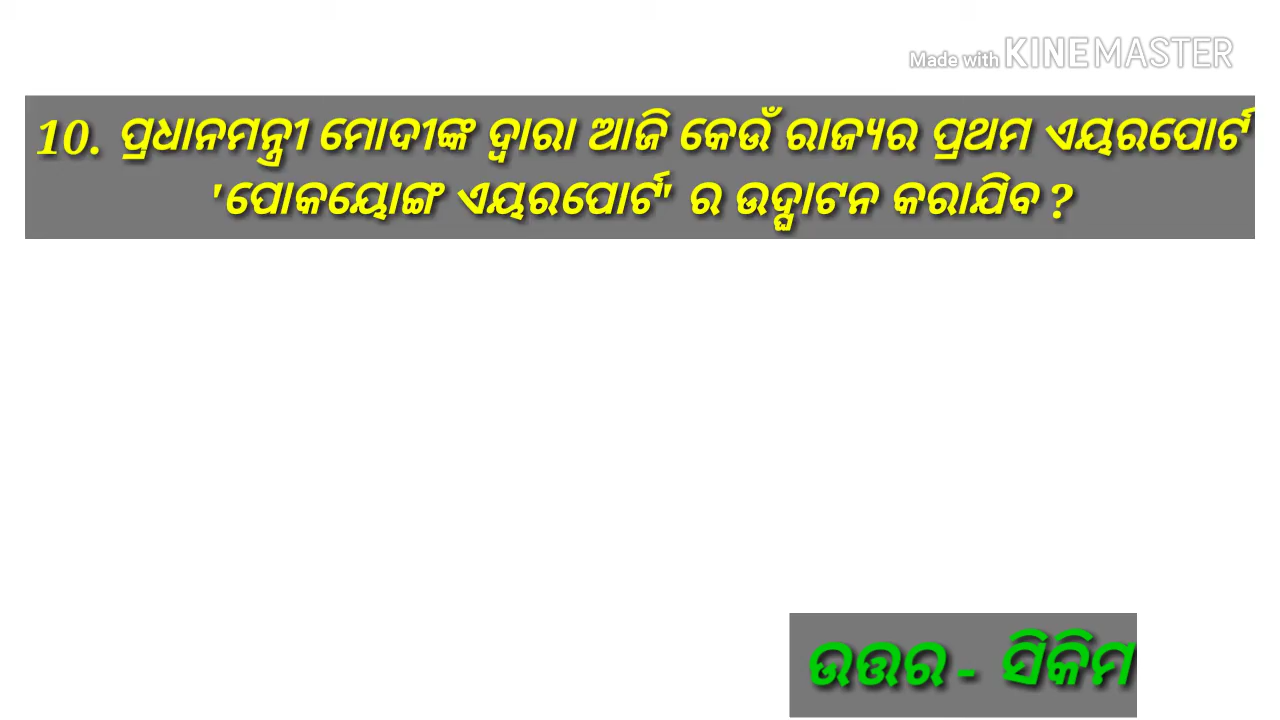 Made with KINEMASTER
10. ପ୍ରଧାନମନ୍ତ୍ରୀ ମୋଦୀଙ୍କ ଦ୍ୱାରା ଆଜି କେଉଁ ରାଜ୍ୟର ପ୍ରଥମ ଏୟରପୋର୍ଟ
'ପୋକୟୋଙ୍ଗ ଏୟରପୋର୍ଟ' ର ଉଦ୍ଘାଟନ କରାଯିବ ?
ଉତ୍ତର - ସିକିମ